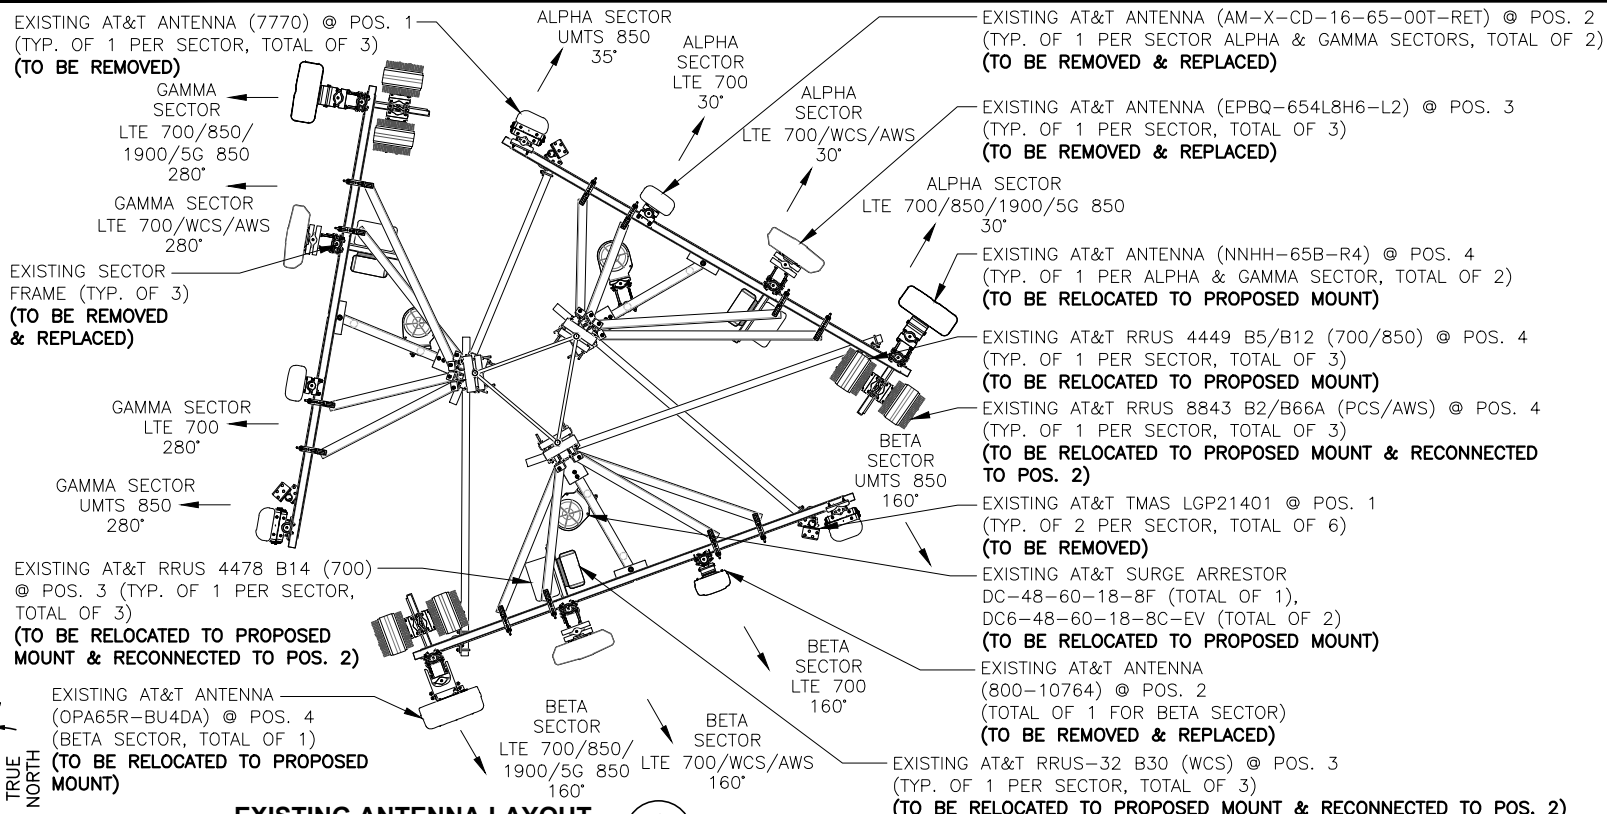 EXISTING AT&T ANTENNA (7770) @ POS. 1
(TYP. OF 1 PER SECTOR, TOTAL OF 3)
(TO BE REMOVED)
ALPHA SECTOR
UMTS 850
35°
ALPHA
SECTOR
LTE 700
30°
ALPHA
SECTOR
LTE 700/WCS/AWS
30°
ALPHA SECTOR
LTE 700/850/1900/5G 850
30°
EXISTING AT&T ANTENNA (AM-X-CD-16-65-00T-RET) @ POS. 2
(TYP. OF 1 PER SECTOR ALPHA & GAMMA SECTORS, TOTAL OF 2)
(TO BE REMOVED & REPLACED)
EXISTING AT&T ANTENNA (EPBQ-654L8H6-L2) @ POS. 3
(TYP. OF 1 PER SECTOR, TOTAL OF 3)
(TO BE REMOVED & REPLACED)
EXISTING AT&T ANTENNA (NNHH-65B-R4) @ POS. 4
(TYP. OF 1 PER ALPHA & GAMMA SECTOR, TOTAL OF 2)
(TO BE RELOCATED TO PROPOSED MOUNT)
EXISTING AT&T RRUS 4449 B5/B12 (700/850) @ POS. 4
(TYP. OF 1 PER SECTOR, TOTAL OF 3)
(TO BE RELOCATED TO PROPOSED MOUNT)
EXISTING AT&T RRUS 8843 B2/B66A (PCS/AWS) @ POS. 4
(TYP. OF 1 PER SECTOR, TOTAL OF 3)
(TO BE RELOCATED TO PROPOSED MOUNT & RECONNECTED
TO POS. 2)
EXISTING AT&T TMAS LGP21401 @ POS. 1
(TYP. OF 2 PER SECTOR, TOTAL OF 6)
(TO BE REMOVED)
EXISTING AT&T SURGE ARRESTOR
DC-48-60-18-8F (TOTAL OF 1),
DC6-48-60-18-8C-EV (TOTAL OF 2)
(TO BE RELOCATED TO PROPOSED MOUNT)
EXISTING AT&T ANTENNA
(800-10764) @ POS. 2
(TOTAL OF 1 FOR BETA SECTOR)
(TO BE REMOVED & REPLACED)
EXISTING AT&T RRUS-32 B30 (WCS) @ POS. 3
(TYP. OF 1 PER SECTOR, TOTAL OF 3)
(TO BE RELOCATED TO PROPOSED MOUNT & RECONNECTED TO POS. 2)
GAMMA
SECTOR
LTE 700/850/
1900/5G 850
280°
GAMMA SECTOR
LTE 700/WCS/AWS
280°
EXISTING SECTOR
FRAME (TYP. OF 3)
(TO BE REMOVED
& REPLACED)
GAMMA SECTOR
LTE 700
280°
GAMMA SECTOR
UMTS 850
280°
EXISTING AT&T RRUS 4478 B14 (700)
@ POS. 3 (TYP. OF 1 PER SECTOR,
TOTAL OF 3)
(TO BE RELOCATED TO PROPOSED
MOUNT & RECONNECTED TO POS. 2)
EXISTING AT&T ANTENNA
(OPA65R-BU4DA) @ POS. 4
(BETA SECTOR, TOTAL OF 1)
(TO BE RELOCATED TO PROPOSED
MOUNT)
BETA
SECTOR
UMTS 850
160°
BETA
SECTOR
LTE 700
160°
BETA
SECTOR
LTE 700/WCS/AWS
160°
BETA
SECTOR
LTE 700/850/
1900/5G 850
160°
TRUE
NORTH
EXISTING ANTENNA LAYOUT